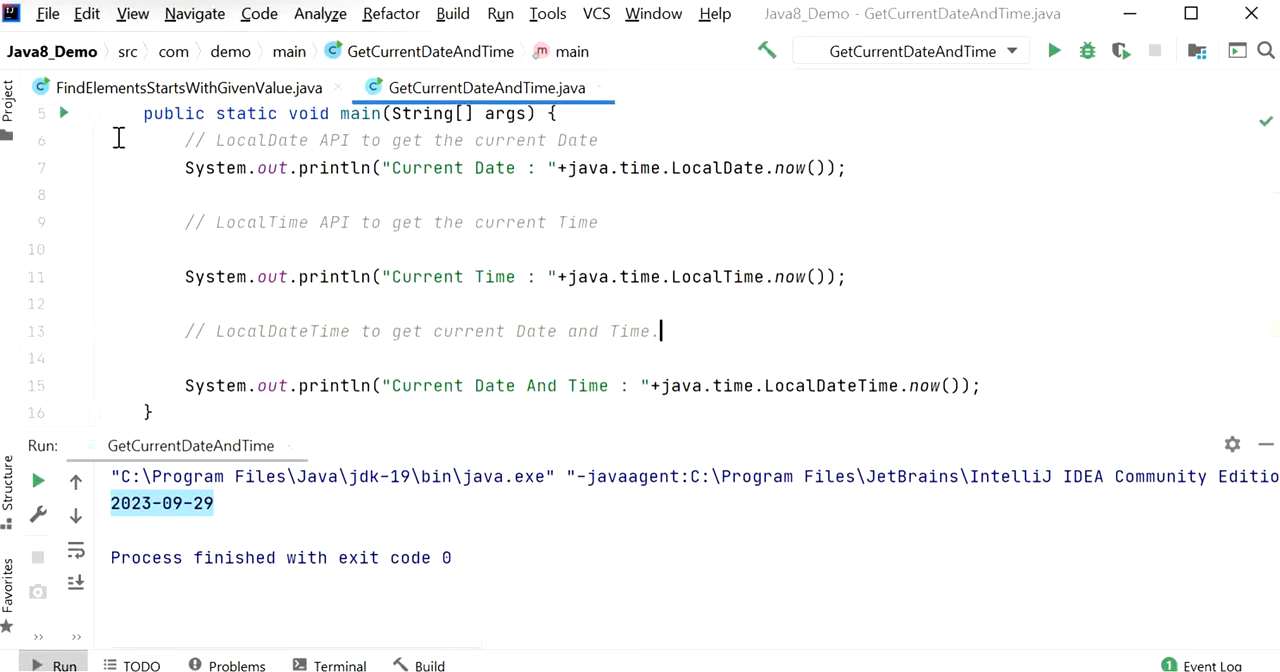 File Edit View Navigate Code Analyze Refactor Build Run Tools VCS Window Help Java8_Demo - GetCurrentDateAndTime.java
Java8_Demo src com demo main GetCurrentDateAndTime main GetCurrentDateAndTime
Project
FindElementsStartsWithGivenValue.java GetCurrentDateAndTime.java
5 public static void main(String[] args) {
6 // LocalDate API to get the current Date
7 System.out.println("Current Date : "+java.time.LocalDate.now());
8
9 // LocalTime API to get the current Time
10
11 System.out.println("Current Time : "+java.time.LocalTime.now());
12
13 // LocalDateTime to get current Date and Time.
14
15 System.out.println("Current Date And Time : "+java.time.LocalDateTime.now());
16 }
Run: GetCurrentDateAndTime
Structure
Favorites
"C:\Program Files\Java\jdk-19\bin\java.exe" "-javaagent:C:\Program Files\JetBrains\IntelliJ IDEA Community Editio
2023-09-29
Process finished with exit code 0
Run TODO Problems Terminal Build 1 Event Log